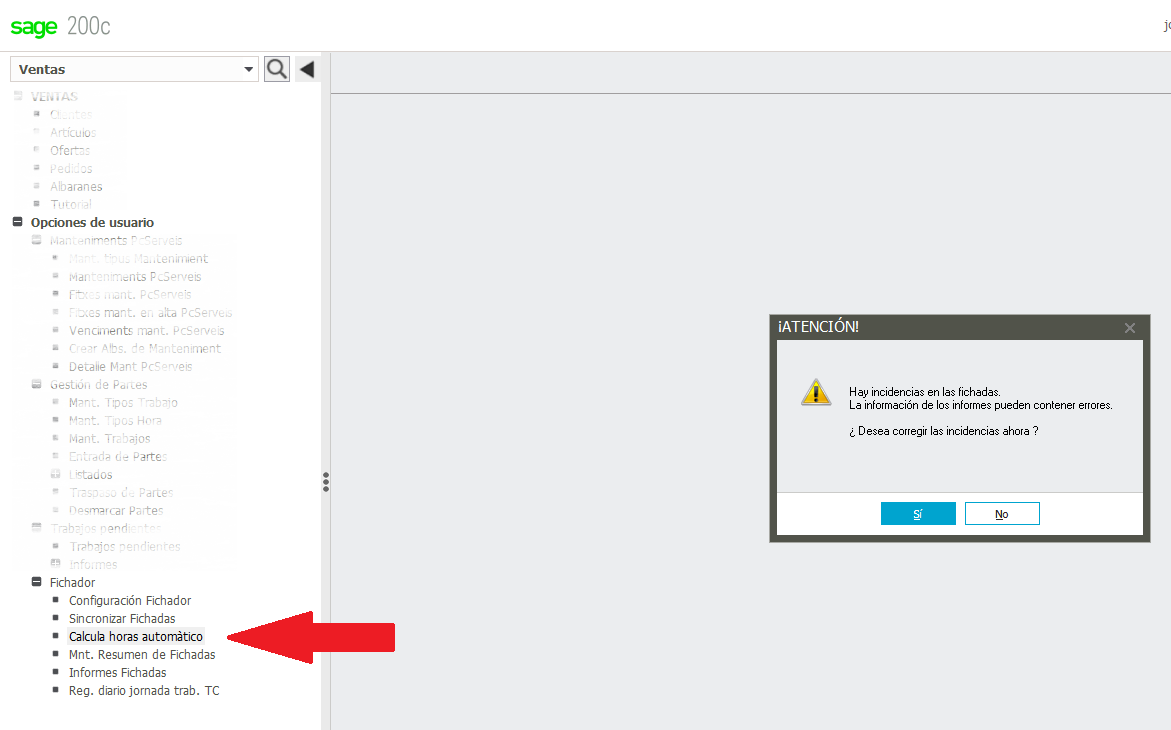 sage 200c
jo
Ventas
VENTAS
Clientes
Artículos
Ofertas
Pedidos
Albaranes
Tutorial
Opciones de usuario
Manteniments PcServeis
Mant. tipus Manteniment
Manteniments PcServeis
Fitxes mant. PcServeis
Fitxes mant. en alta PcServeis
Venciments mant. PcServeis
Crear Albs. de Manteniment
Detalle Mant PcServeis
Gestión de Partes
Mant. Tipos Trabajo
Mant. Tipos Hora
Mant. Trabajos
Entrada de Partes
Listados
Traspaso de Partes
Desmarcar Partes
Trabajos pendientes
Trabajos pendientes
Informes
Fichador
Configuración Fichador
Sincronizar Fichadas
Calcula horas automàtico
Mnt. Resumen de Fichadas
Informes Fichadas
Reg. diario jornada trab. TC
¡ATENCIÓN!
Hay incidencias en las fichadas.
La información de los informes pueden contener errores.
¿ Desea corregir las incidencias ahora ?
Sí No